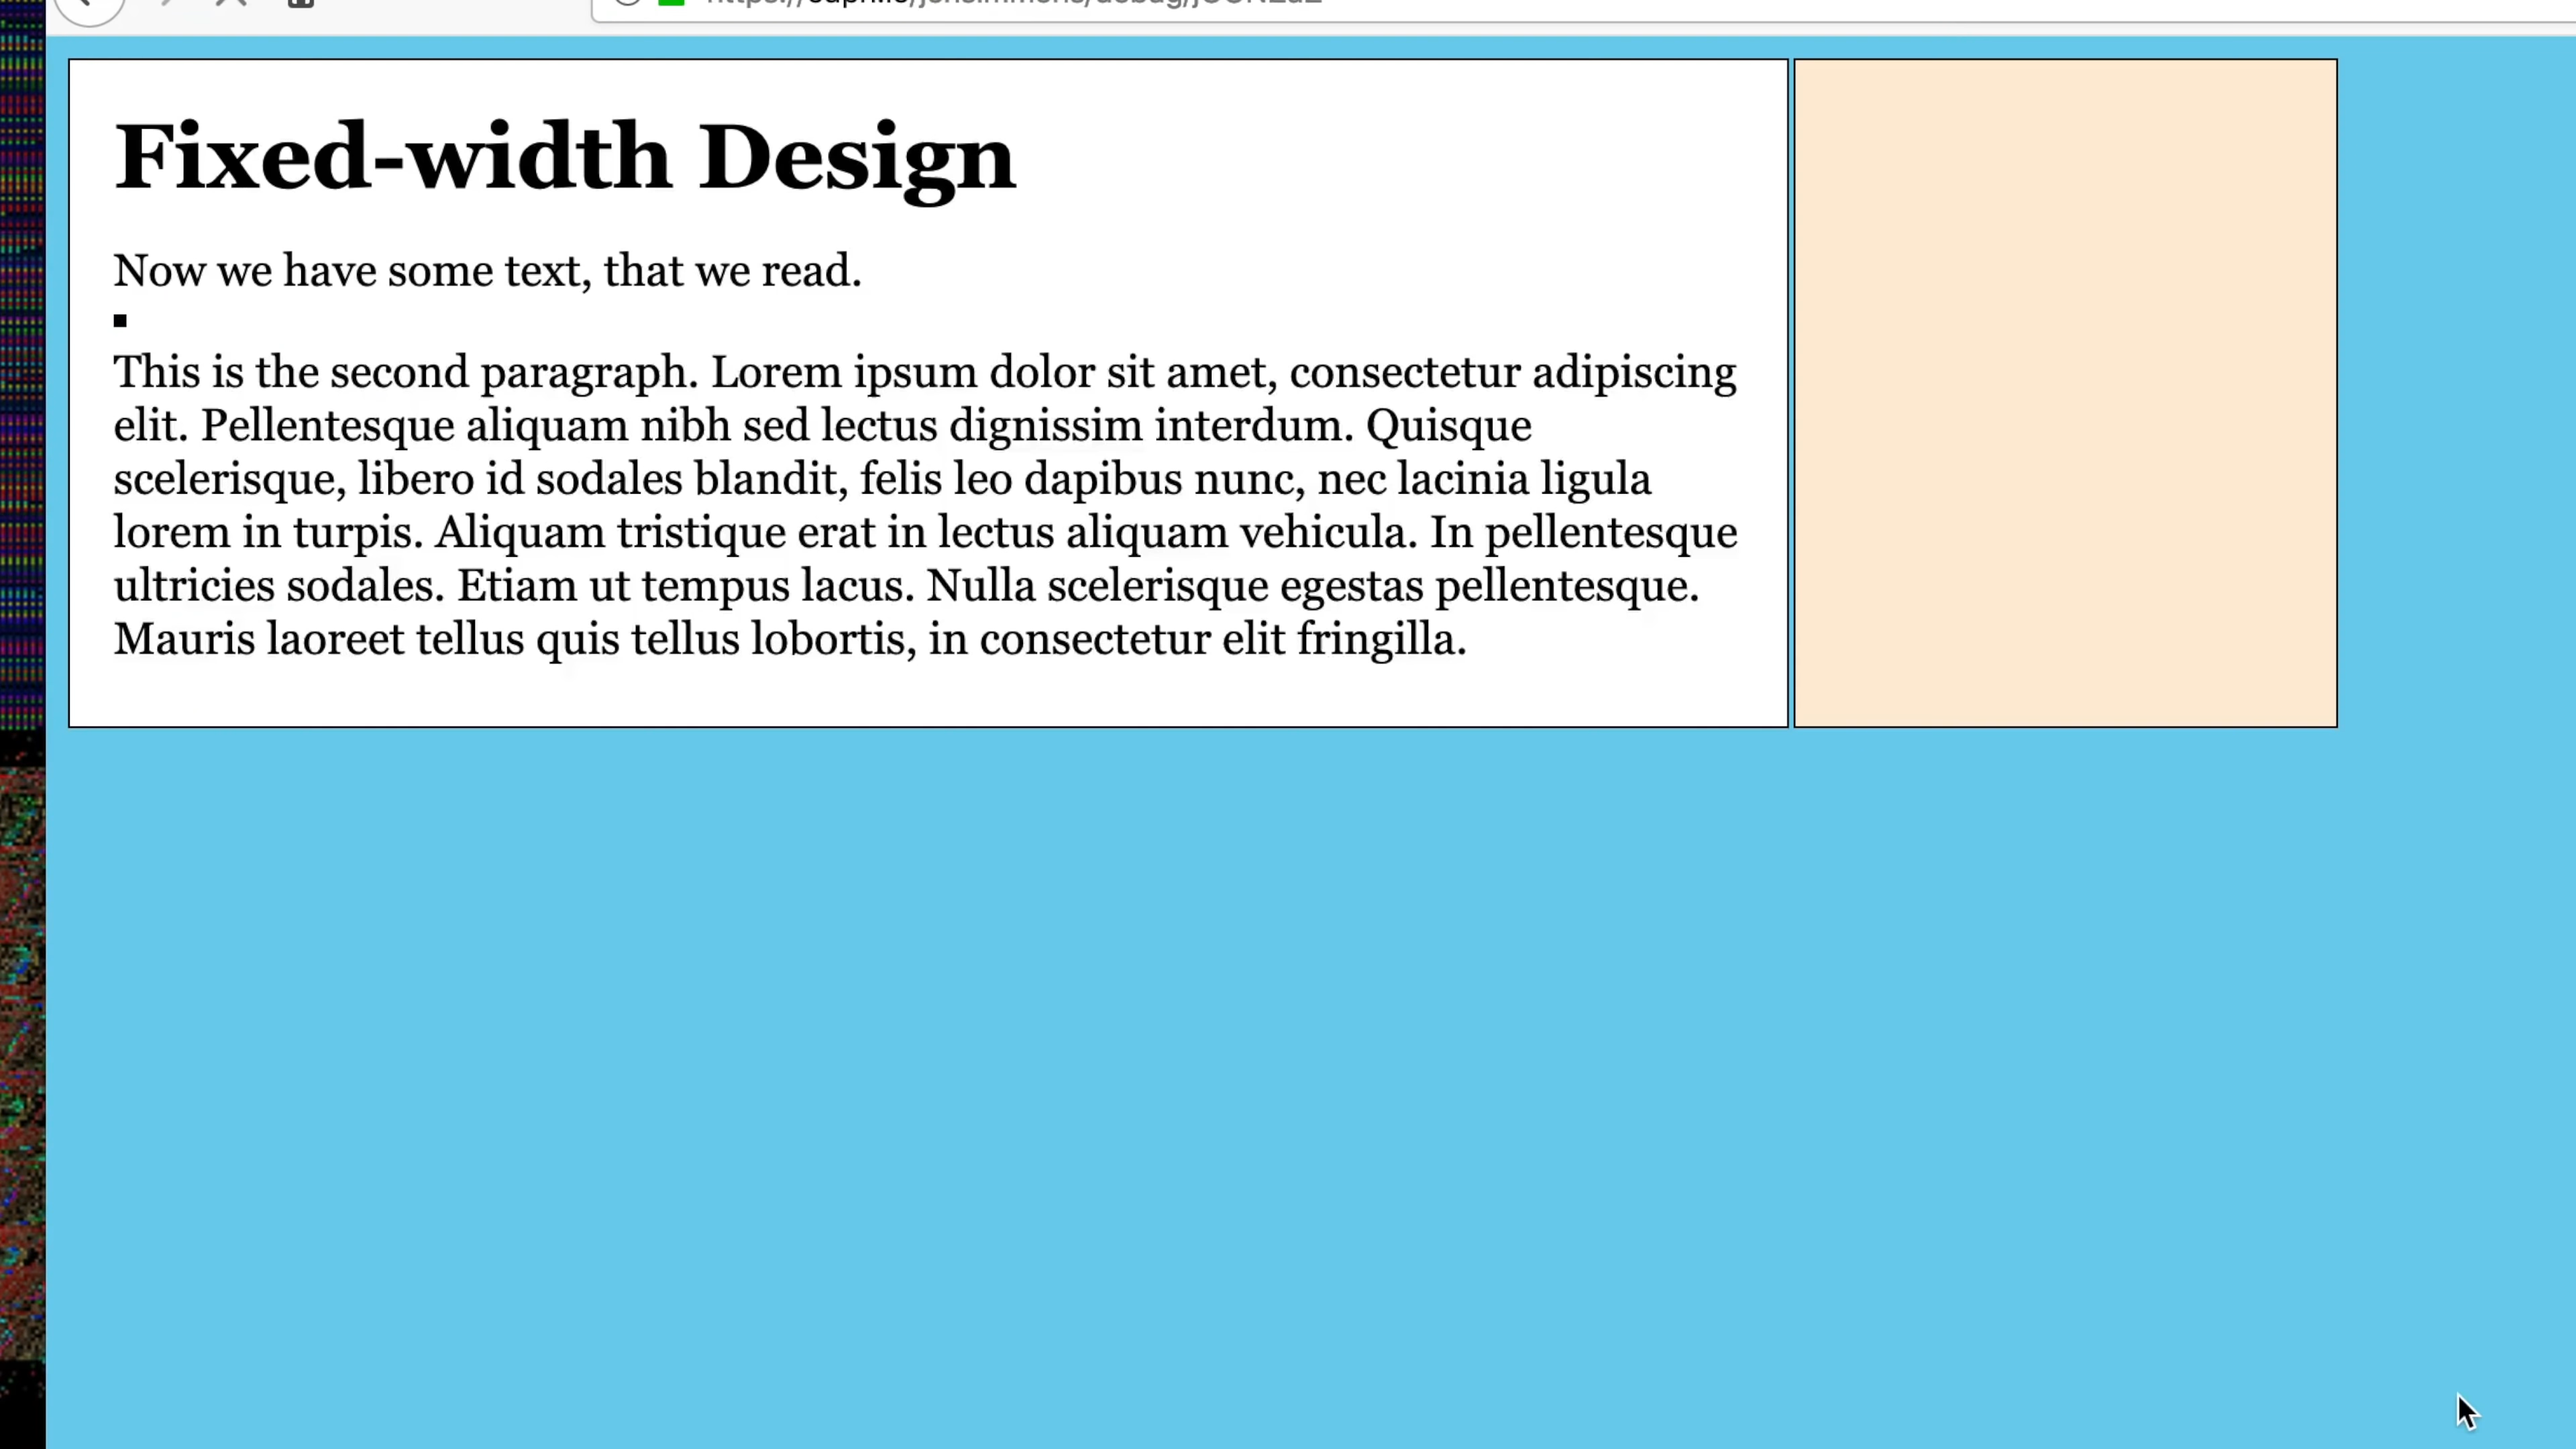 Fixed-width Design
Now we have some text, that we read.
This is the second paragraph. Lorem ipsum dolor sit amet, consectetur adipiscing
elit. Pellentesque aliquam nibh sed lectus dignissim interdum. Quisque
scelerisque, libero id sodales blandit, felis leo dapibus nunc, nec lacinia ligula
lorem in turpis. Aliquam tristique erat in lectus aliquam vehicula. In pellentesque
ultricies sodales. Etiam ut tempus lacus. Nulla scelerisque egestas pellentesque.
Mauris laoreet tellus quis tellus lobortis, in consectetur elit fringilla.